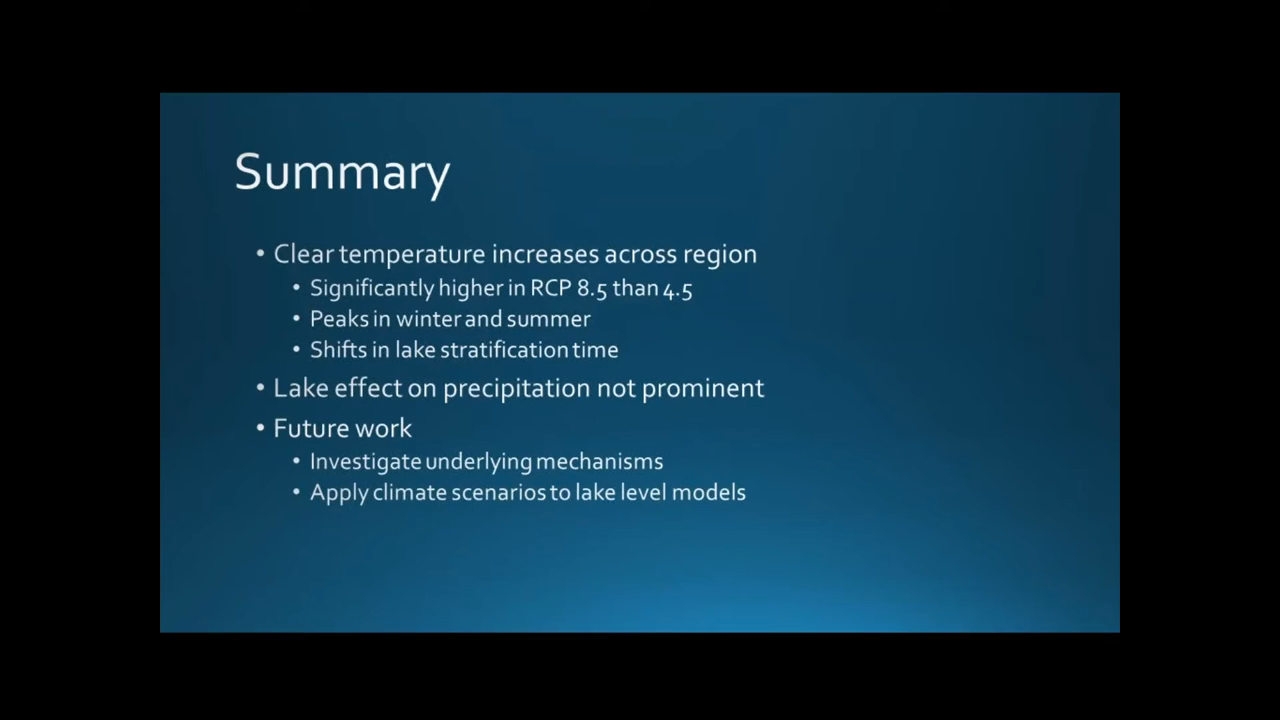 Summary
• Clear temperature increases across region
• Significantly higher in RCP 8.5 than 4.5
• Peaks in winter and summer
• Shifts in lake stratification time
• Lake effect on precipitation not prominent
• Future work
• Investigate underlying mechanisms
• Apply climate scenarios to lake level models